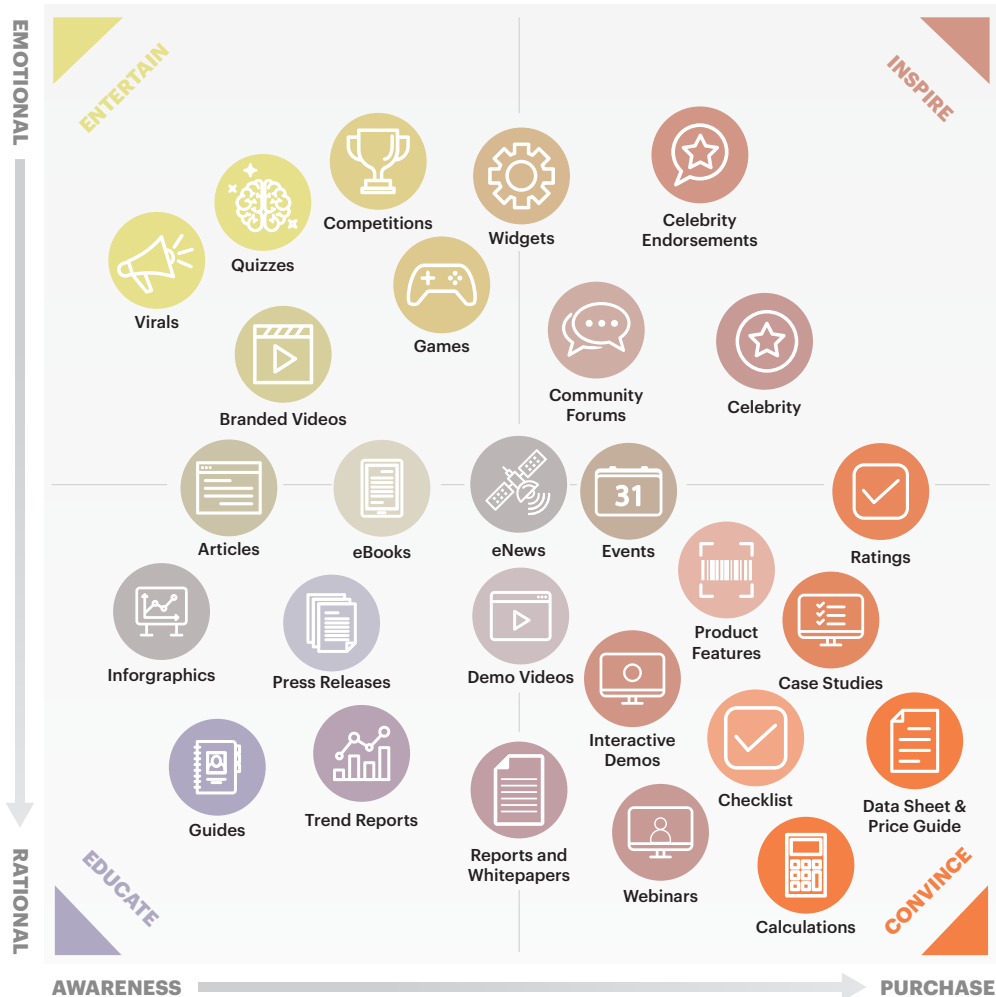 EMOTIONAL
ENTERTAIN
INSPIRE
Competitions
Widgets
Celebrity
Endorsements
Quizzes
Virals
Games
Branded Videos
Community
Forums
Celebrity
31
Articles
eBooks
eNews
Events
Ratings
Inforgraphics
Press Releases
Demo Videos
Product
Features
Case Studies
Interactive
Demos
Checklist
Data Sheet &
Price Guide
Guides
Trend Reports
Reports and
Whitepapers
Webinars
Calculations
RATIONAL
EDUCATE
CONVINCE
AWARENESS
PURCHASE